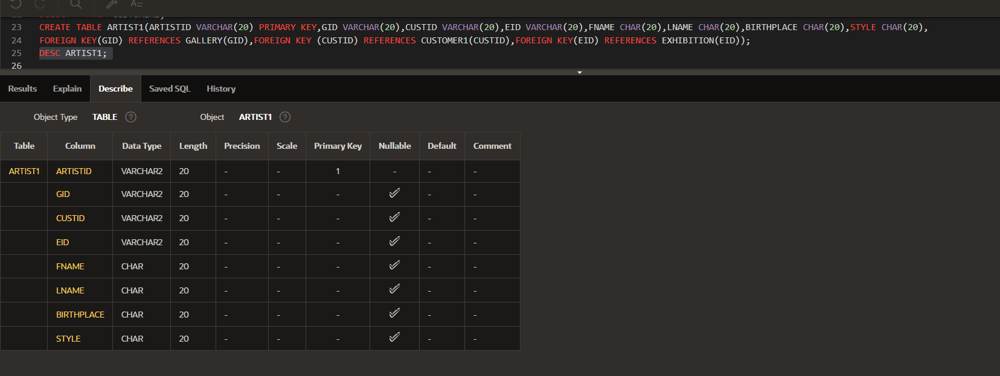 23 CREATE TABLE ARTIST1(ARTISTID VARCHAR(20) PRIMARY KEY,GID VARCHAR(20),CUSTID VARCHAR(20),EID VARCHAR(20),FNAME CHAR(20),LNAME CHAR(20),BIRTHPLACE CHAR(20),STYLE CHAR(20),
24 FOREIGN KEY(GID) REFERENCES GALLERY(GID),FOREIGN KEY (CUSTID) REFERENCES CUSTOMER1(CUSTID),FOREIGN KEY(EID) REFERENCES EXHIBITION(EID));
25 DESC ARTIST1;
26
Results Explain Describe Saved SQL History
Object Type TABLE ? Object ARTIST1 ?
Table Column Data Type Length Precision Scale Primary Key Nullable Default Comment
ARTIST1 ARTISTID VARCHAR2 20 - - 1 - - -
GID VARCHAR2 20 - - - - -
CUSTID VARCHAR2 20 - - - - -
EID VARCHAR2 20 - - - - -
FNAME CHAR 20 - - - - -
LNAME CHAR 20 - - - - -
BIRTHPLACE CHAR 20 - - - - -
STYLE CHAR 20 - - - - -